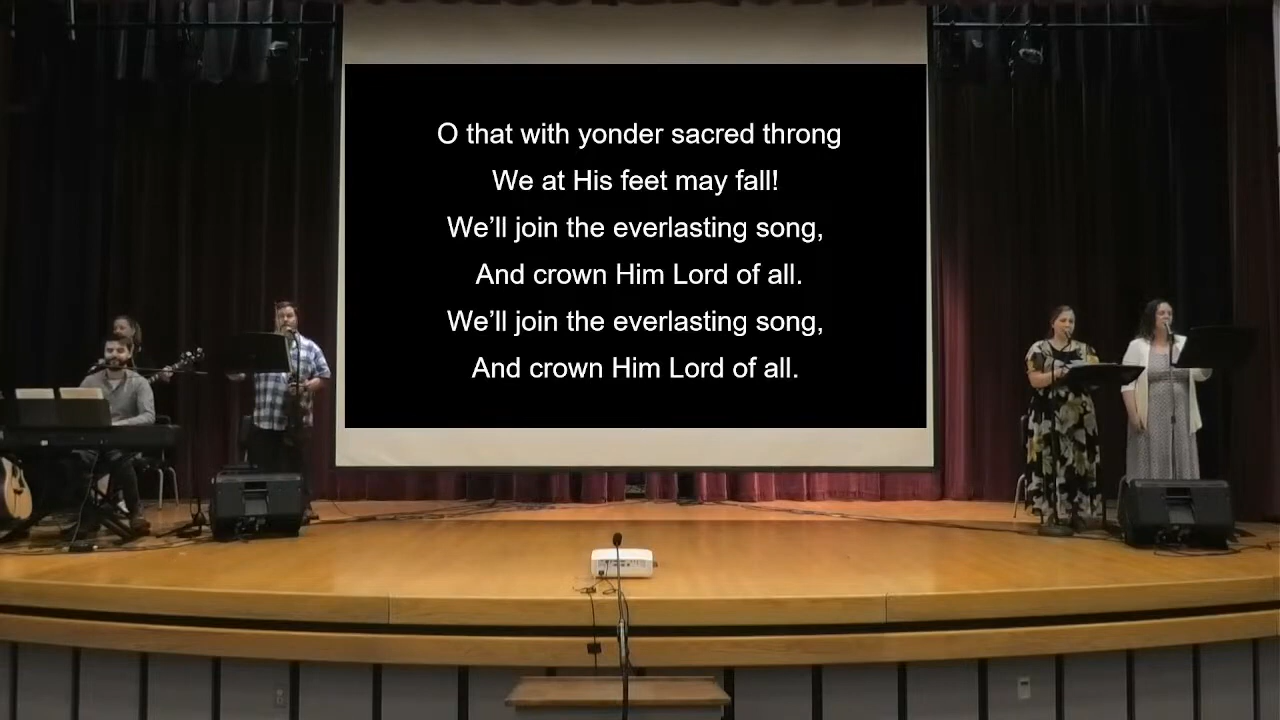 O that with yonder sacred throng
We at His feet may fall!
We’ll join the everlasting song,
And crown Him Lord of all.
We’ll join the everlasting song,
And crown Him Lord of all.